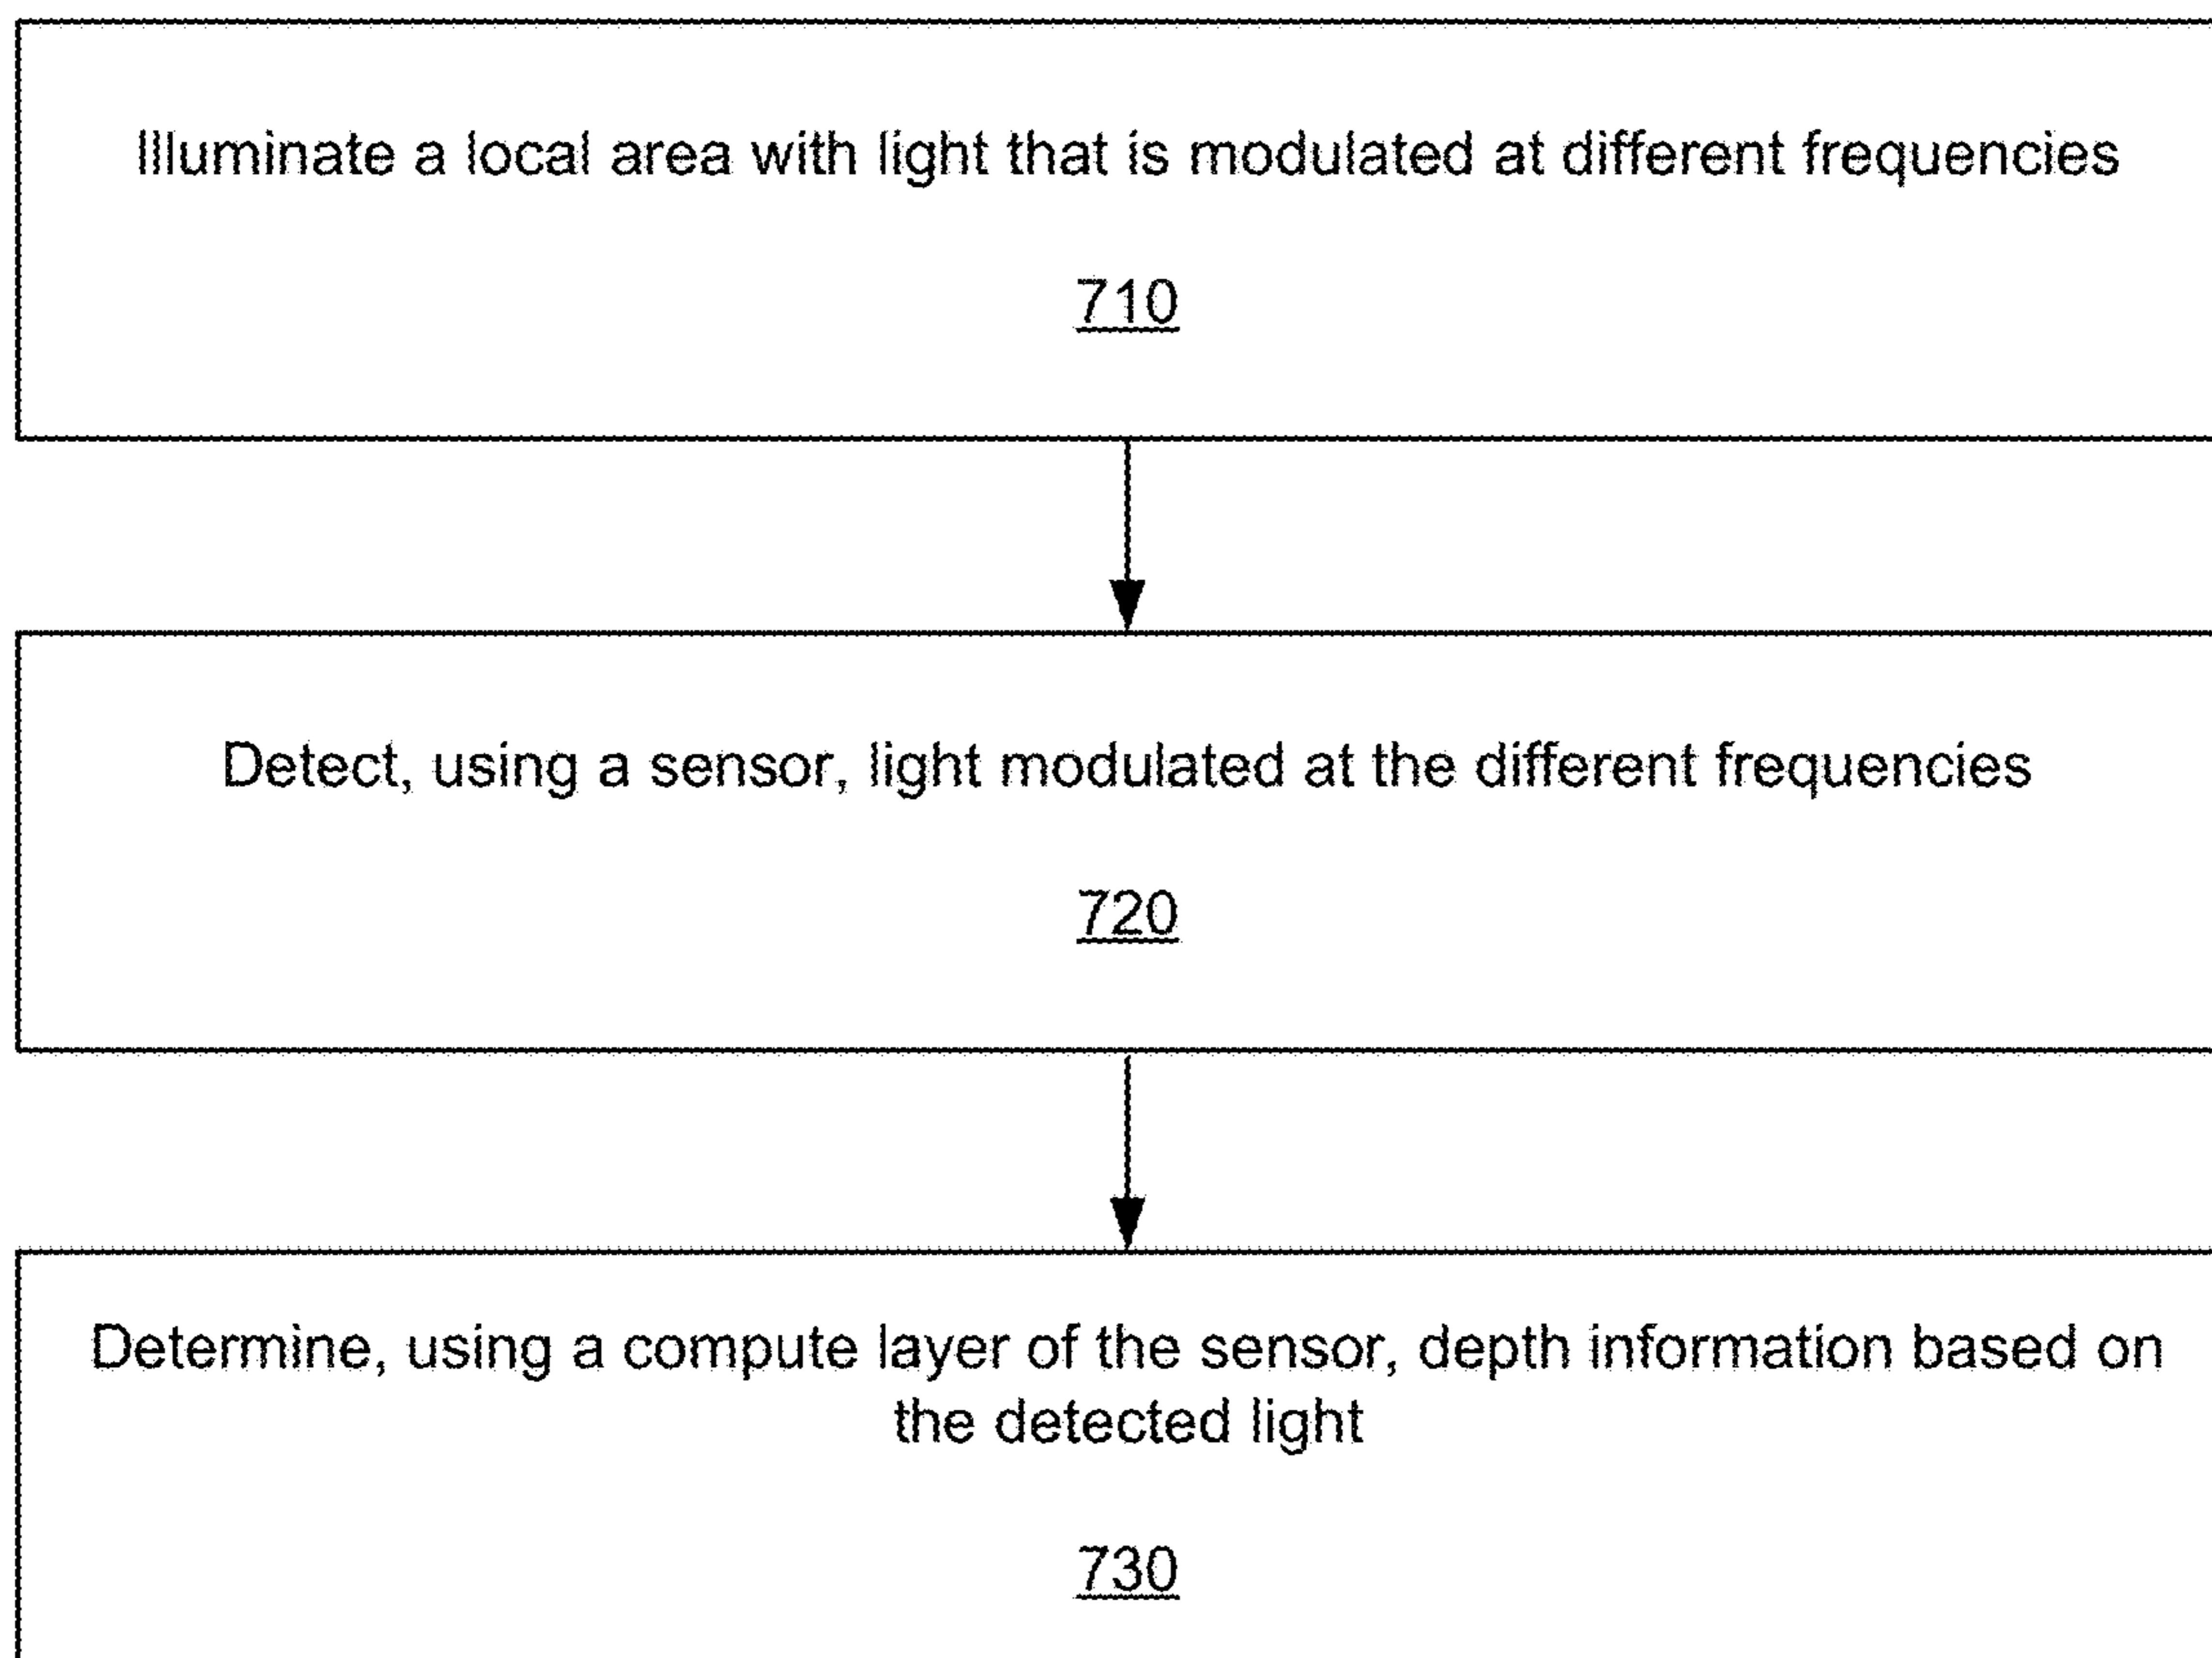 Illuminate a local area with light that is modulated at different frequencies
710
Detect, using a sensor, light modulated at the different frequencies
720
Determine, using a compute layer of the sensor, depth information based on
the detected light
730